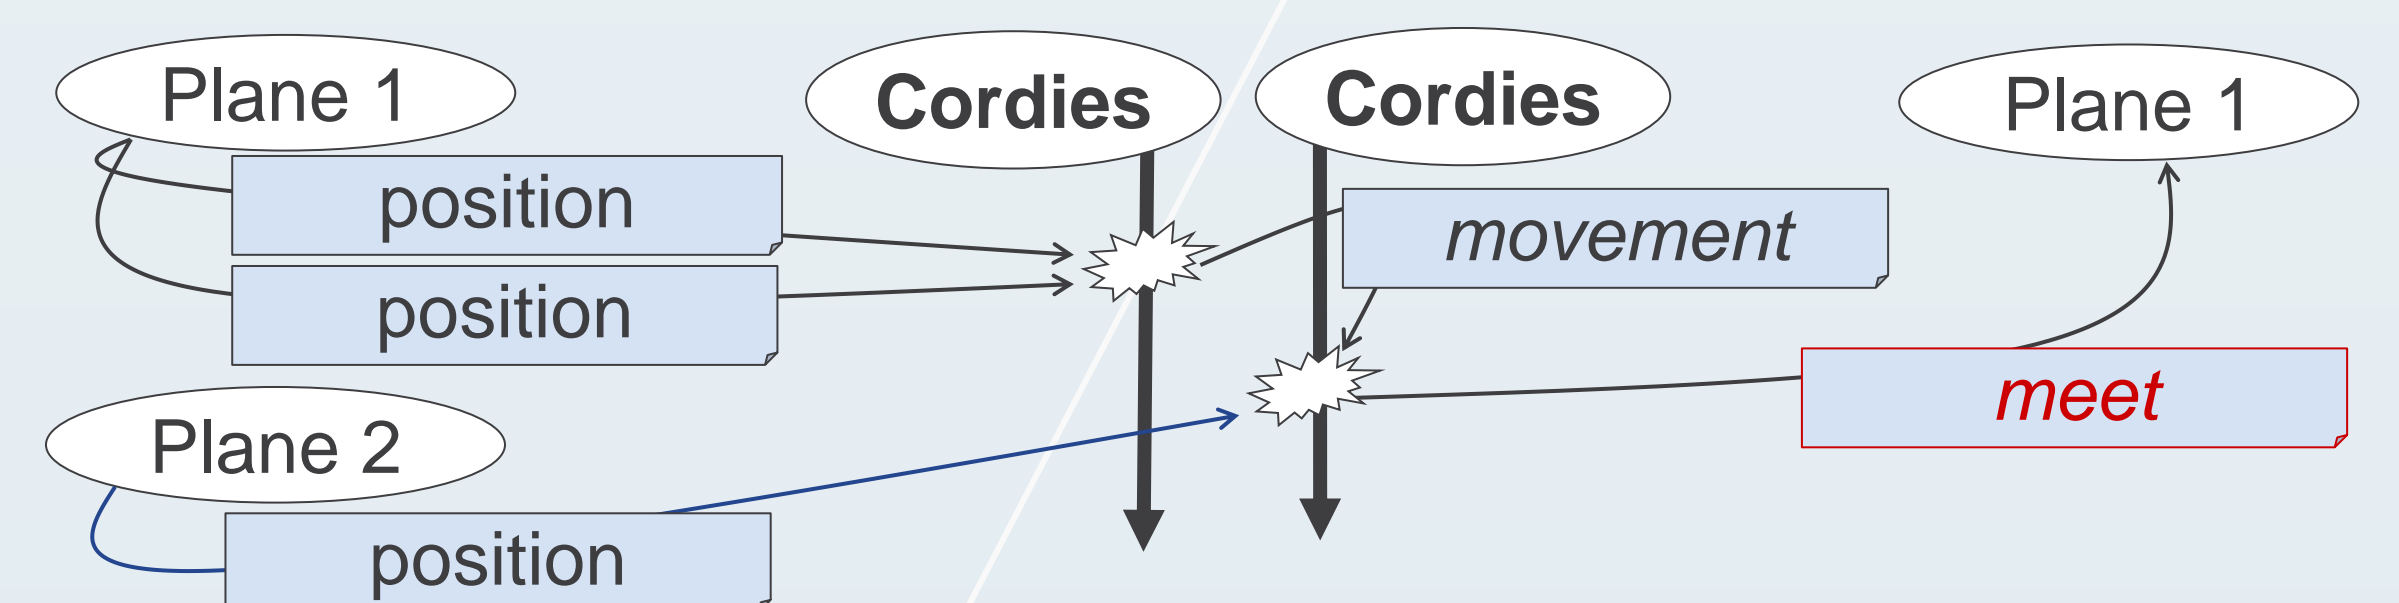 Plane 1
Cordies
Cordies
Plane 1
position
movement
position
meet
Plane 2
position